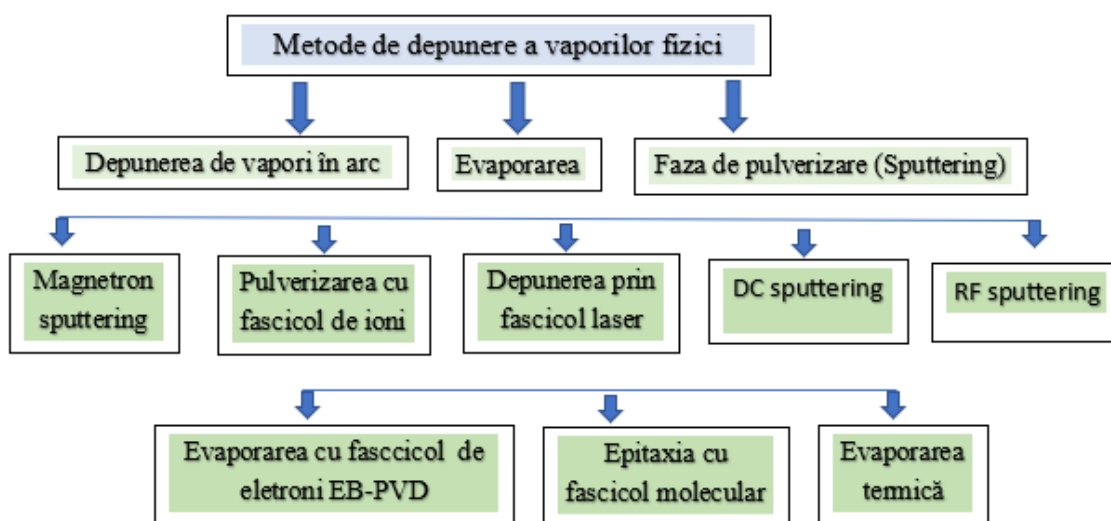 Metode de depunere a vaporilor fizici
Depunerea de vapori în arc
Evaporarea
Faza de pulverizare (Sputtering)
Magnetron
sputtering
Pulverizarea cu
fascicol de ioni
Depunerea prin
fascicol laser
DC sputtering
RF sputtering
Evaporarea cu fasccicol de
eletroni EB-PVD
Epitaxia cu
fascicol molecular
Evaporarea
termică